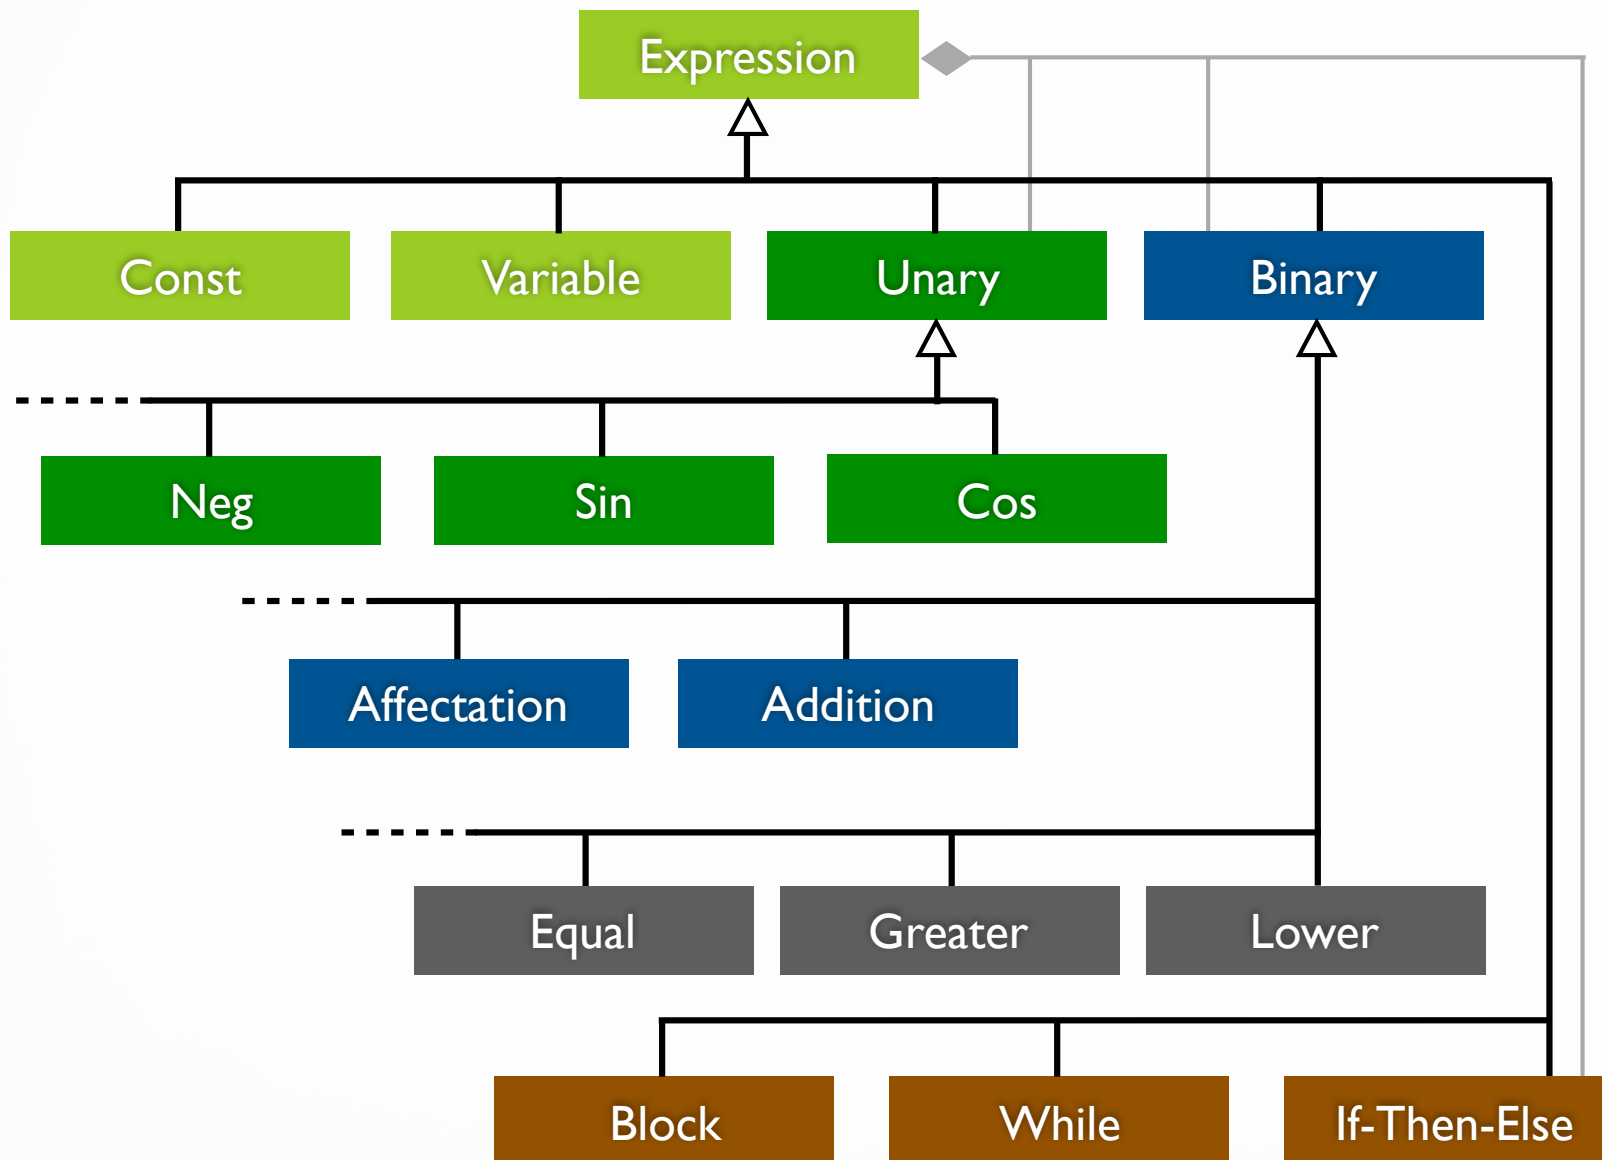 Expression
Const
Variable
Unary
Binary
Neg
Sin
Cos
Affectation
Addition
Equal
Greater
Lower
Block
While
If-Then-Else